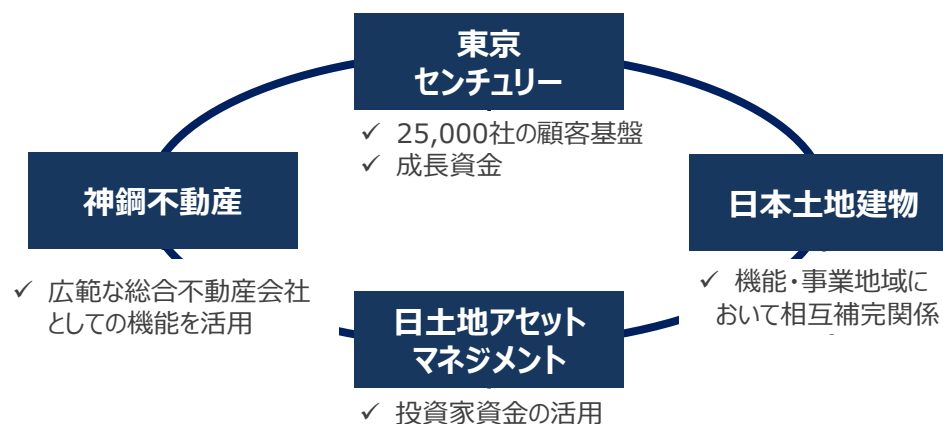 東京
センチュリー
✓ 25,000社の顧客基盤
✓ 成長資金
神鋼不動産
✓ 広範な総合不動産会社
としての機能を活用
日本土地建物
✓ 機能・事業地域に
おいて相互補完関係
日土地アセット
マネジメント
✓ 投資家資金の活用